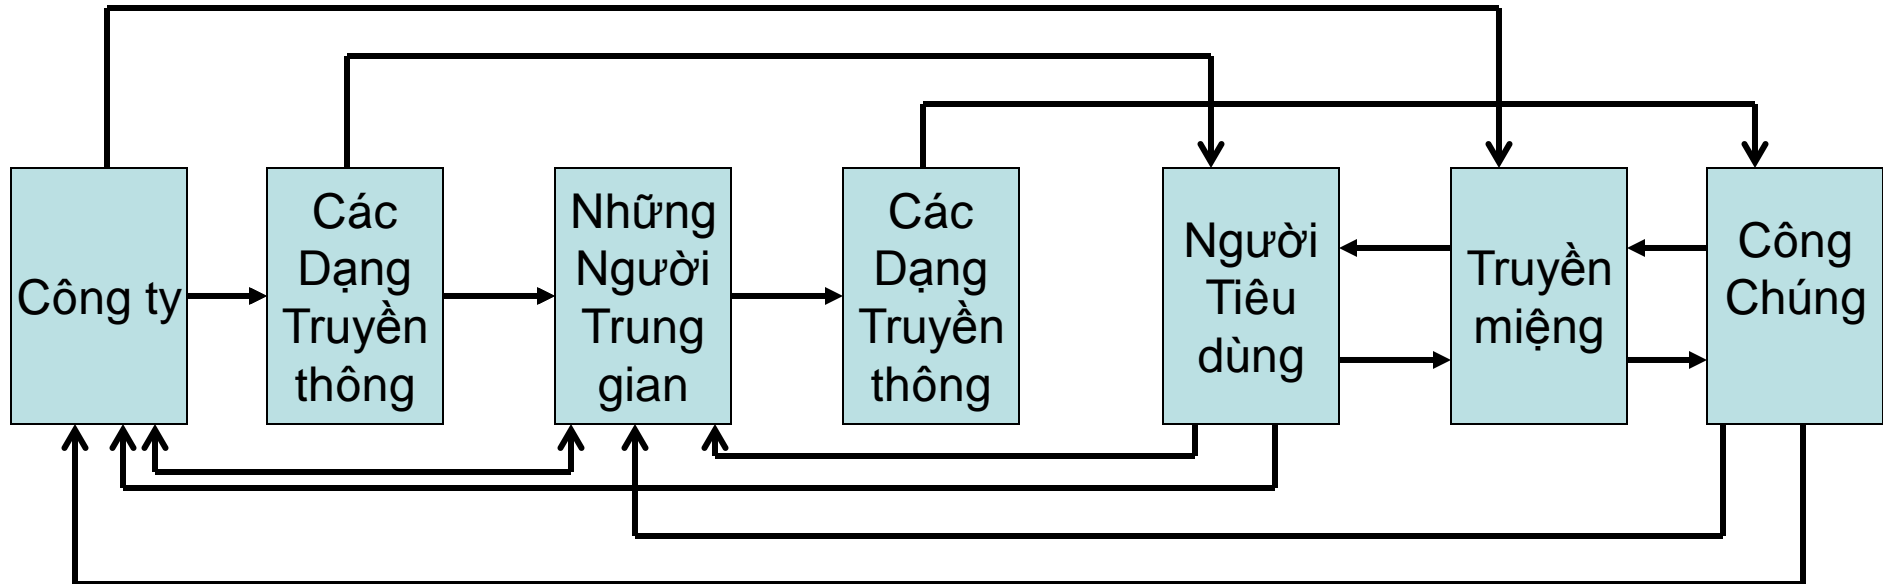 Công ty
Các
Dạng
Truyền
thông
Những
Người
Trung
gian
Các
Dạng
Truyền
thông
Người
Tiêu
dùng
Truyền
miệng
Công
Chúng